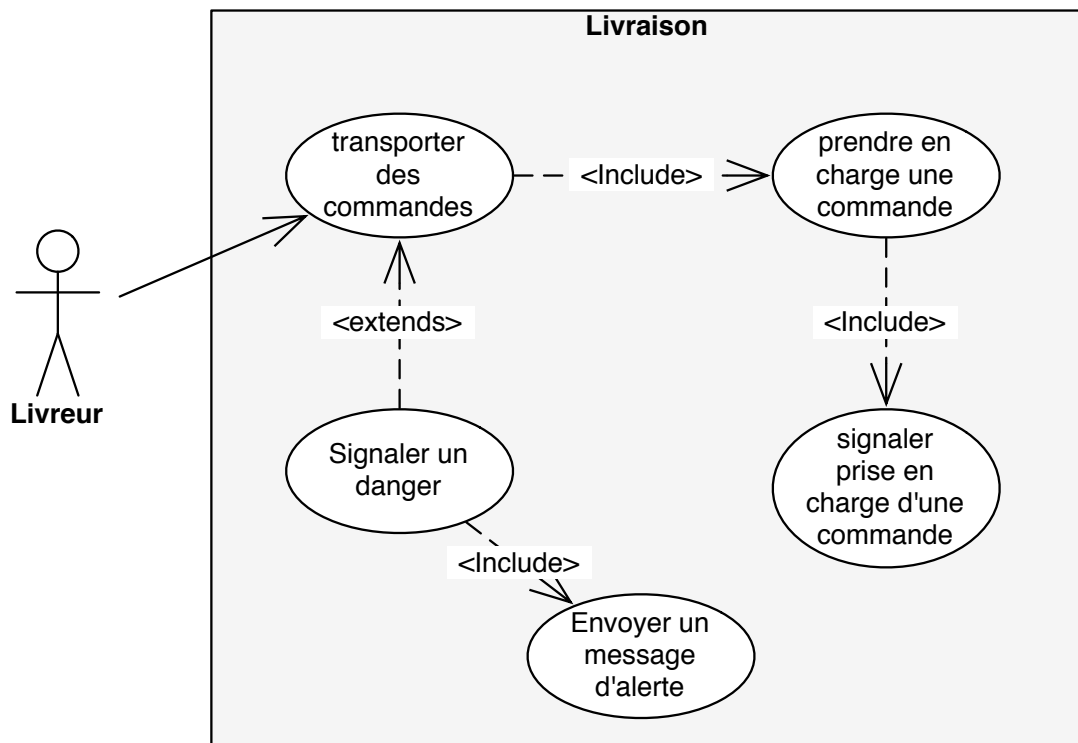 Livraison
transporter
des
commandes
<Include>
prendre en
charge une
commande
<extends>
<Include>
Livreur
Signaler un
danger
signaler
prise en
charge d'une
commande
<Include>
Envoyer un
message
d'alerte